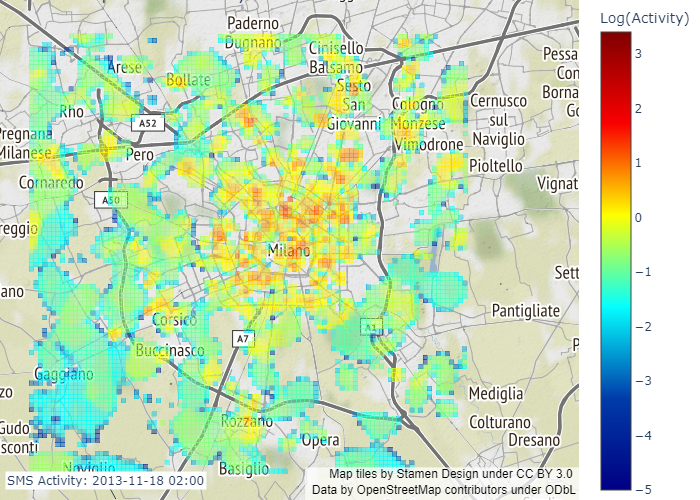 Log(Activity)
Paderno
Dugnano
Cinisello
Balsamo
Arese
Bollate
Sesto
San
Giovanni
Cologno
Monzese
Vimodrone
Cernusco
sul
Naviglio
Pessa
Con
Borna
Go
Rho
A52
Pregnana
Milanese
Pero
Pioltello
Cornaredo
Vignat
A50
reggio
Milano
Sett
ano
Pantigliate
Corsico
A7
A1
P
Buccinasco
Gaggiano
zo
Mediglia
Gudo
sconti
Rozzano
Colturano
Dresano
Opera
Noviglio
Basiglio
SMS Activity: 2013-11-18 02:00
Map tiles by Stamen Design under CC BY 3.0
Data by OpenStreetMap contributors under ODbL
3
2
1
0
−1
−2
−3
−4
−5